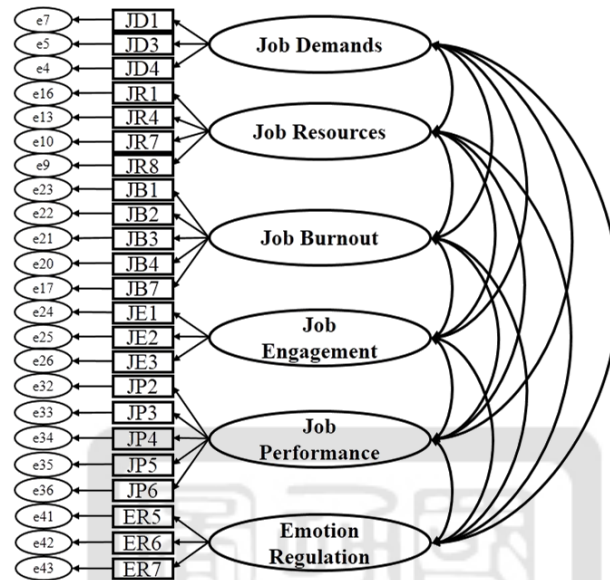 e7 JD1
e5 JD3 Job Demands
e4 JD4
e16 JR1
e13 JR4 Job Resources
e10 JR7
e9 JR8
e23 JB1
e22 JB2
e21 JB3 Job Burnout
e20 JB4
e17 JB7
e24 JE1
e25 JE2 Job
Engagement
e26 JE3
e32 JP2
e33 JP3
e34 JP4 Job
Performance
e35 JP5
e36 JP6
e41 ER5
e42 ER6 Emotion
Regulation
e43 ER7